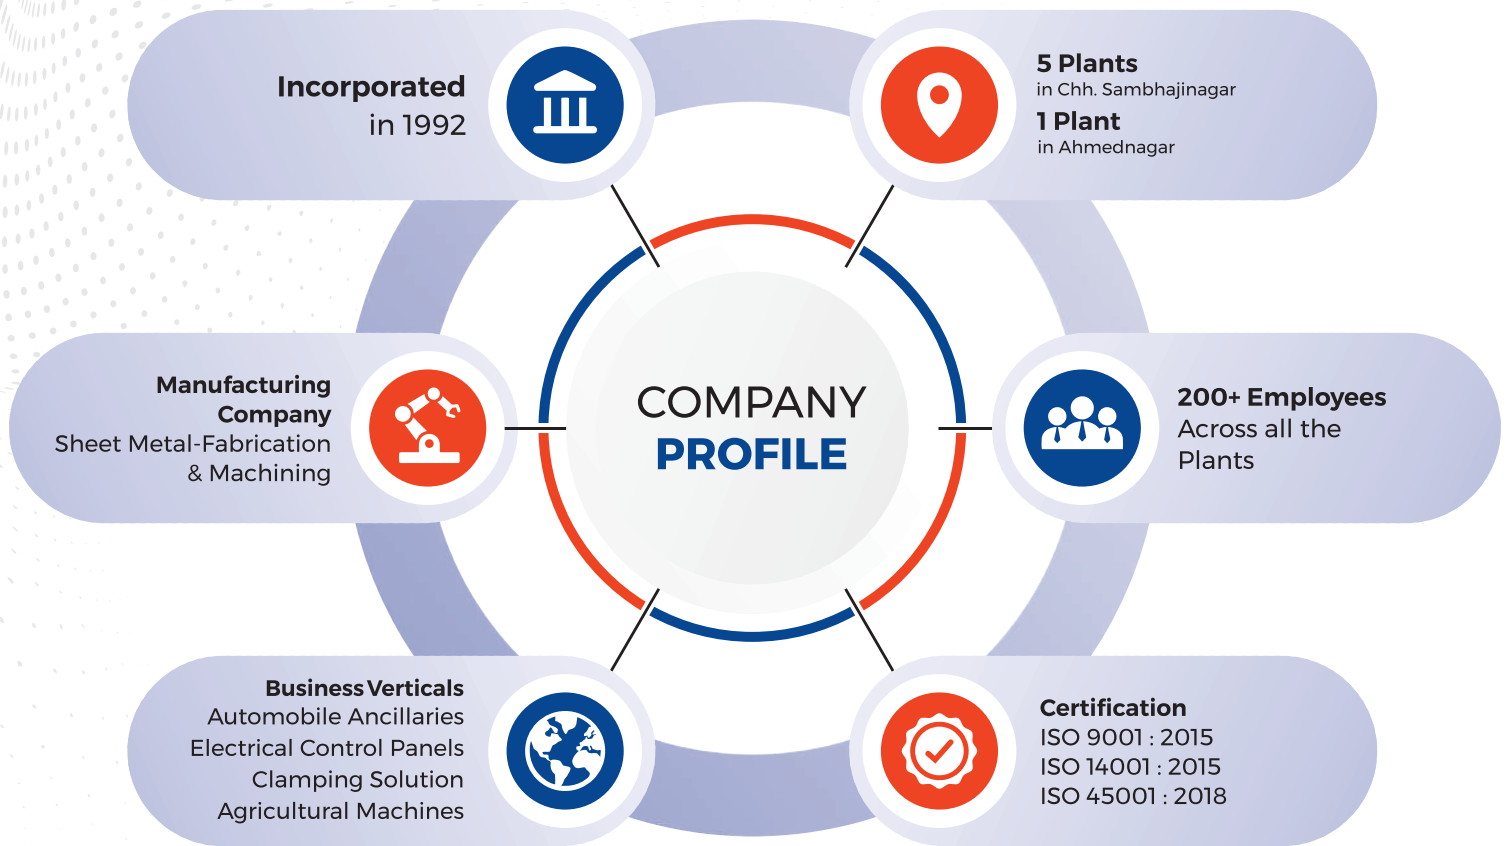 Incorporated
in 1992
5 Plants
in Chh. Sambhajinagar
1 Plant
in Ahmednagar
Manufacturing
Company
Sheet Metal-Fabrication
& Machining
COMPANY
PROFILE
200+ Employees
Across all the
Plants
Business Verticals
Automobile Ancillaries
Electrical Control Panels
Clamping Solution
Agricultural Machines
Certification
ISO 9001 : 2015
ISO 14001 : 2015
ISO 45001 : 2018